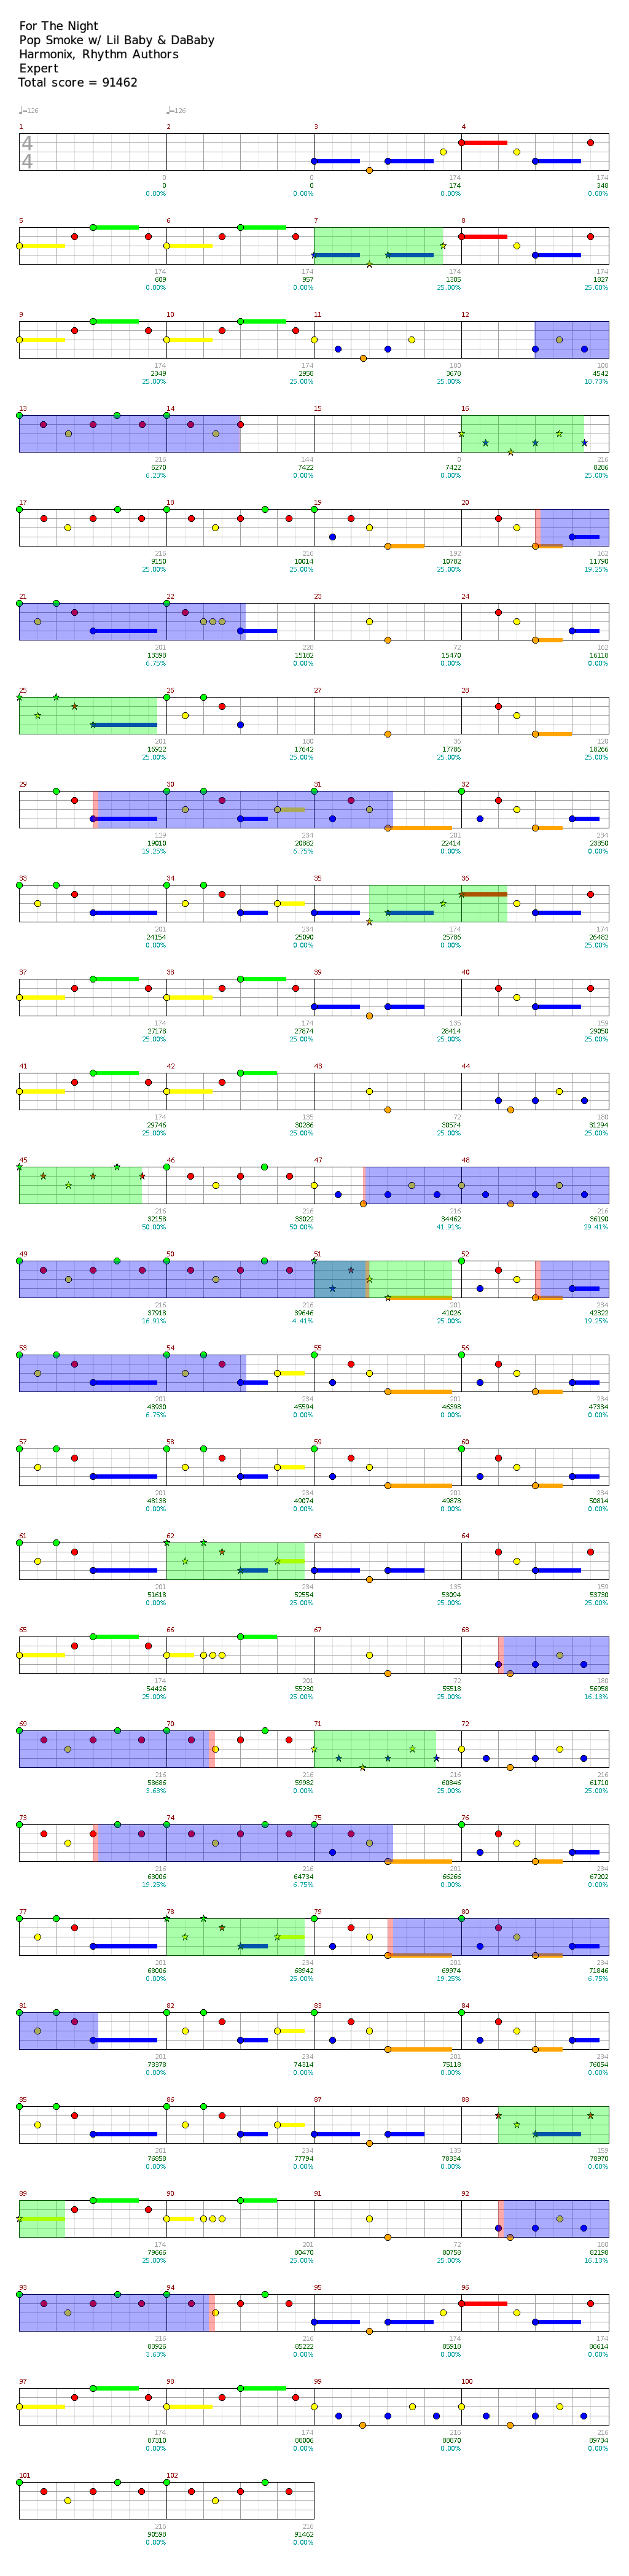 For The Night
Pop Smoke w/ Lil Baby & DaBaby
Harmonix, Rhythm Authors
Expert
Total score = 91462
♩=126 ♩=126
1 2 3 4
4
4
0 0 174 174
0 0 174 348
0.00% 0.00% 0.00% 0.00%
5 6 7 8
174 174 174 174
609 957 1305 1827
0.00% 0.00% 25.00% 25.00%
9 10 11 12
174 174 180 108
2349 2958 3678 4542
25.00% 25.00% 25.00% 18.73%
13 14 15 16
216 144 0 216
6270 7422 7422 8286
6.23% 0.00% 0.00% 25.00%
17 18 19 20
216 216 192 162
9150 10014 10782 11790
25.00% 25.00% 25.00% 19.25%
21 22 23 24
201 228 72 162
13398 15182 15470 16118
6.75% 0.00% 0.00% 0.00%
25 26 27 28
201 180 36 120
16922 17642 17786 18266
25.00% 25.00% 25.00% 25.00%
29 30 31 32
129 234 201 234
19010 20882 22414 23350
19.25% 6.75% 0.00% 0.00%
33 34 35 36
201 234 174 174
24154 25090 25786 26482
0.00% 0.00% 0.00% 25.00%
37 38 39 40
174 174 135 159
27178 27874 28414 29050
25.00% 25.00% 25.00% 25.00%
41 42 43 44
174 135 72 180
29746 30286 30574 31294
25.00% 25.00% 25.00% 25.00%
45 46 47 48
216 216 216 216
32158 33022 34462 36190
50.00% 50.00% 41.91% 29.41%
49 50 51 52
216 216 201 234
37918 39646 41026 42322
16.91% 4.41% 25.00% 19.25%
53 54 55 56
201 234 201 234
43930 45594 46398 47334
6.75% 0.00% 0.00% 0.00%
57 58 59 60
201 234 201 234
48138 49074 49878 50814
0.00% 0.00% 0.00% 0.00%
61 62 63 64
201 234 135 159
51618 52554 53094 53730
0.00% 25.00% 25.00% 25.00%
65 66 67 68
174 201 72 180
54426 55230 55518 56958
25.00% 25.00% 25.00% 16.13%
69 70 71 72
216 216 216 216
58686 59982 60846 61710
3.63% 0.00% 25.00% 25.00%
73 74 75 76
216 216 201 234
63006 64734 66266 67202
19.25% 6.75% 0.00% 0.00%
77 78 79 80
201 234 201 234
68006 68942 69974 71846
0.00% 25.00% 19.25% 6.75%
81 82 83 84
201 234 201 234
73378 74314 75118 76054
0.00% 0.00% 0.00% 0.00%
85 86 87 88
201 234 135 159
76858 77794 78334 78970
0.00% 0.00% 0.00% 25.00%
89 90 91 92
174 201 72 180
79666 80470 80758 82198
25.00% 25.00% 25.00% 16.13%
93 94 95 96
216 216 174 174
83926 85222 85918 86614
3.63% 0.00% 0.00% 0.00%
97 98 99 100
174 174 216 216
87310 88006 88870 89734
0.00% 0.00% 0.00% 0.00%
101 102
216 216
90598 91462
0.00% 0.00%